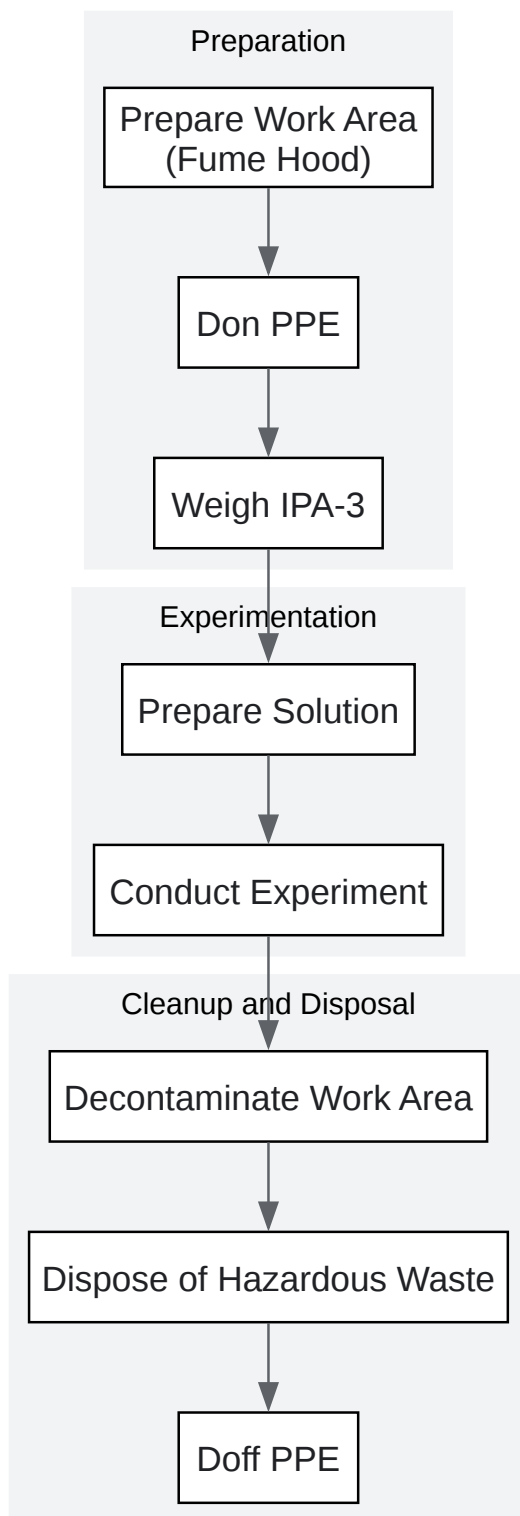 Preparation
Prepare Work Area
(Fume Hood)
Don PPE
Weigh IPA-3
Experimentation
Prepare Solution
Conduct Experiment
Cleanup and Disposal
Decontaminate Work Area
Dispose of Hazardous Waste
Doff PPE